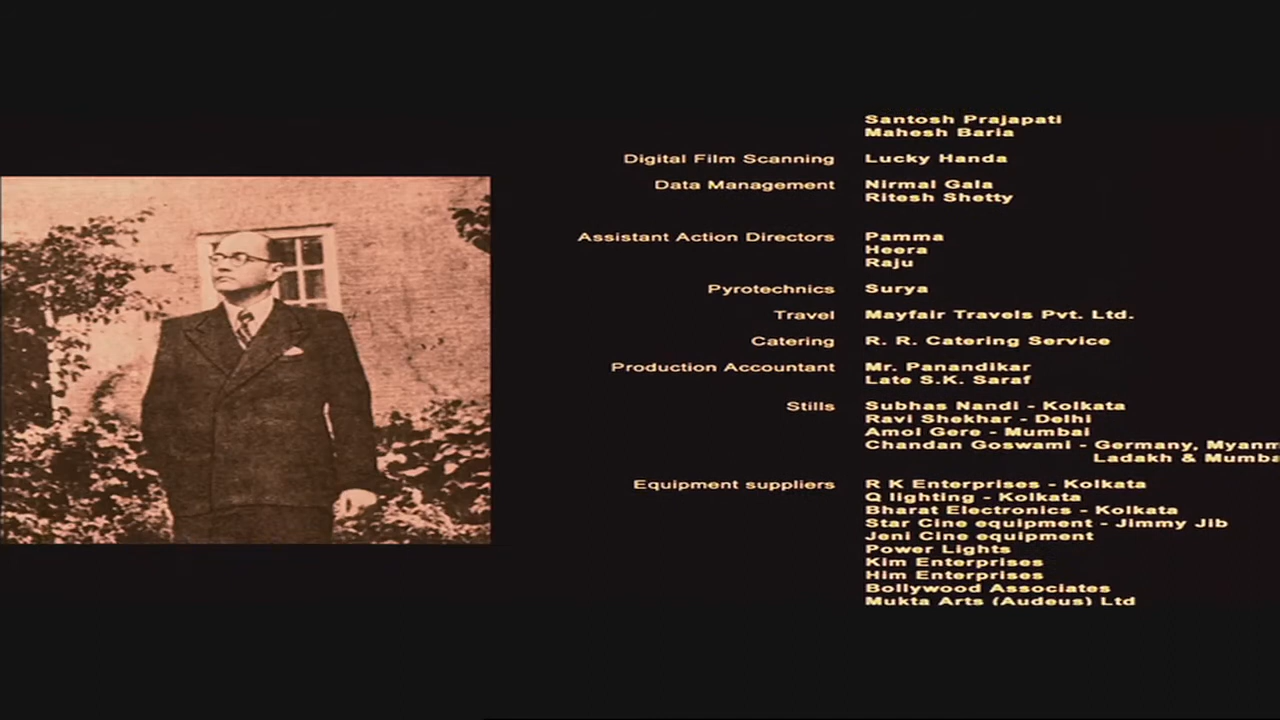 Santosh Prajapati
Mahesh Baria
Digital Film Scanning Lucky Handa
Data Management Nirmal Gala
Ritesh Shetty
Assistant Action Directors Pamma
Heera
Raju
Pyrotechnics Surya
Travel Mayfair Travels Pvt. Ltd.
Catering R. R. Catering Service
Production Accountant Mr. Panandikar
Late S.K. Saraf
Stills Subhas Nandi - Kolkata
Ravi Shekhar - Delhi
Amol Gere - Mumbai
Chandan Goswami - Germany, Myanm
Ladakh & Mumba
Equipment suppliers R K Enterprises - Kolkata
Q lighting - Kolkata
Bharat Electronics - Kolkata
Star Cine equipment - Jimmy Jib
Jeni Cine equipment
Power Lights
Kim Enterprises
Him Enterprises
Bollywood Associates
Mukta Arts (Audeus) Ltd